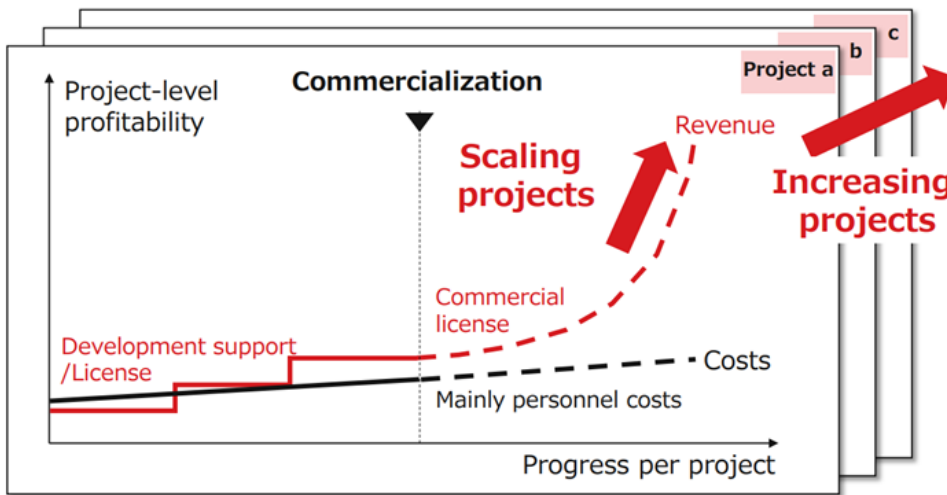 c
b
Project a
Project-level
profitability
Commercialization
Revenue
Scaling
projects
Increasing
projects
Commercial
license
Development support
/License
Costs
Mainly personnel costs
Progress per project